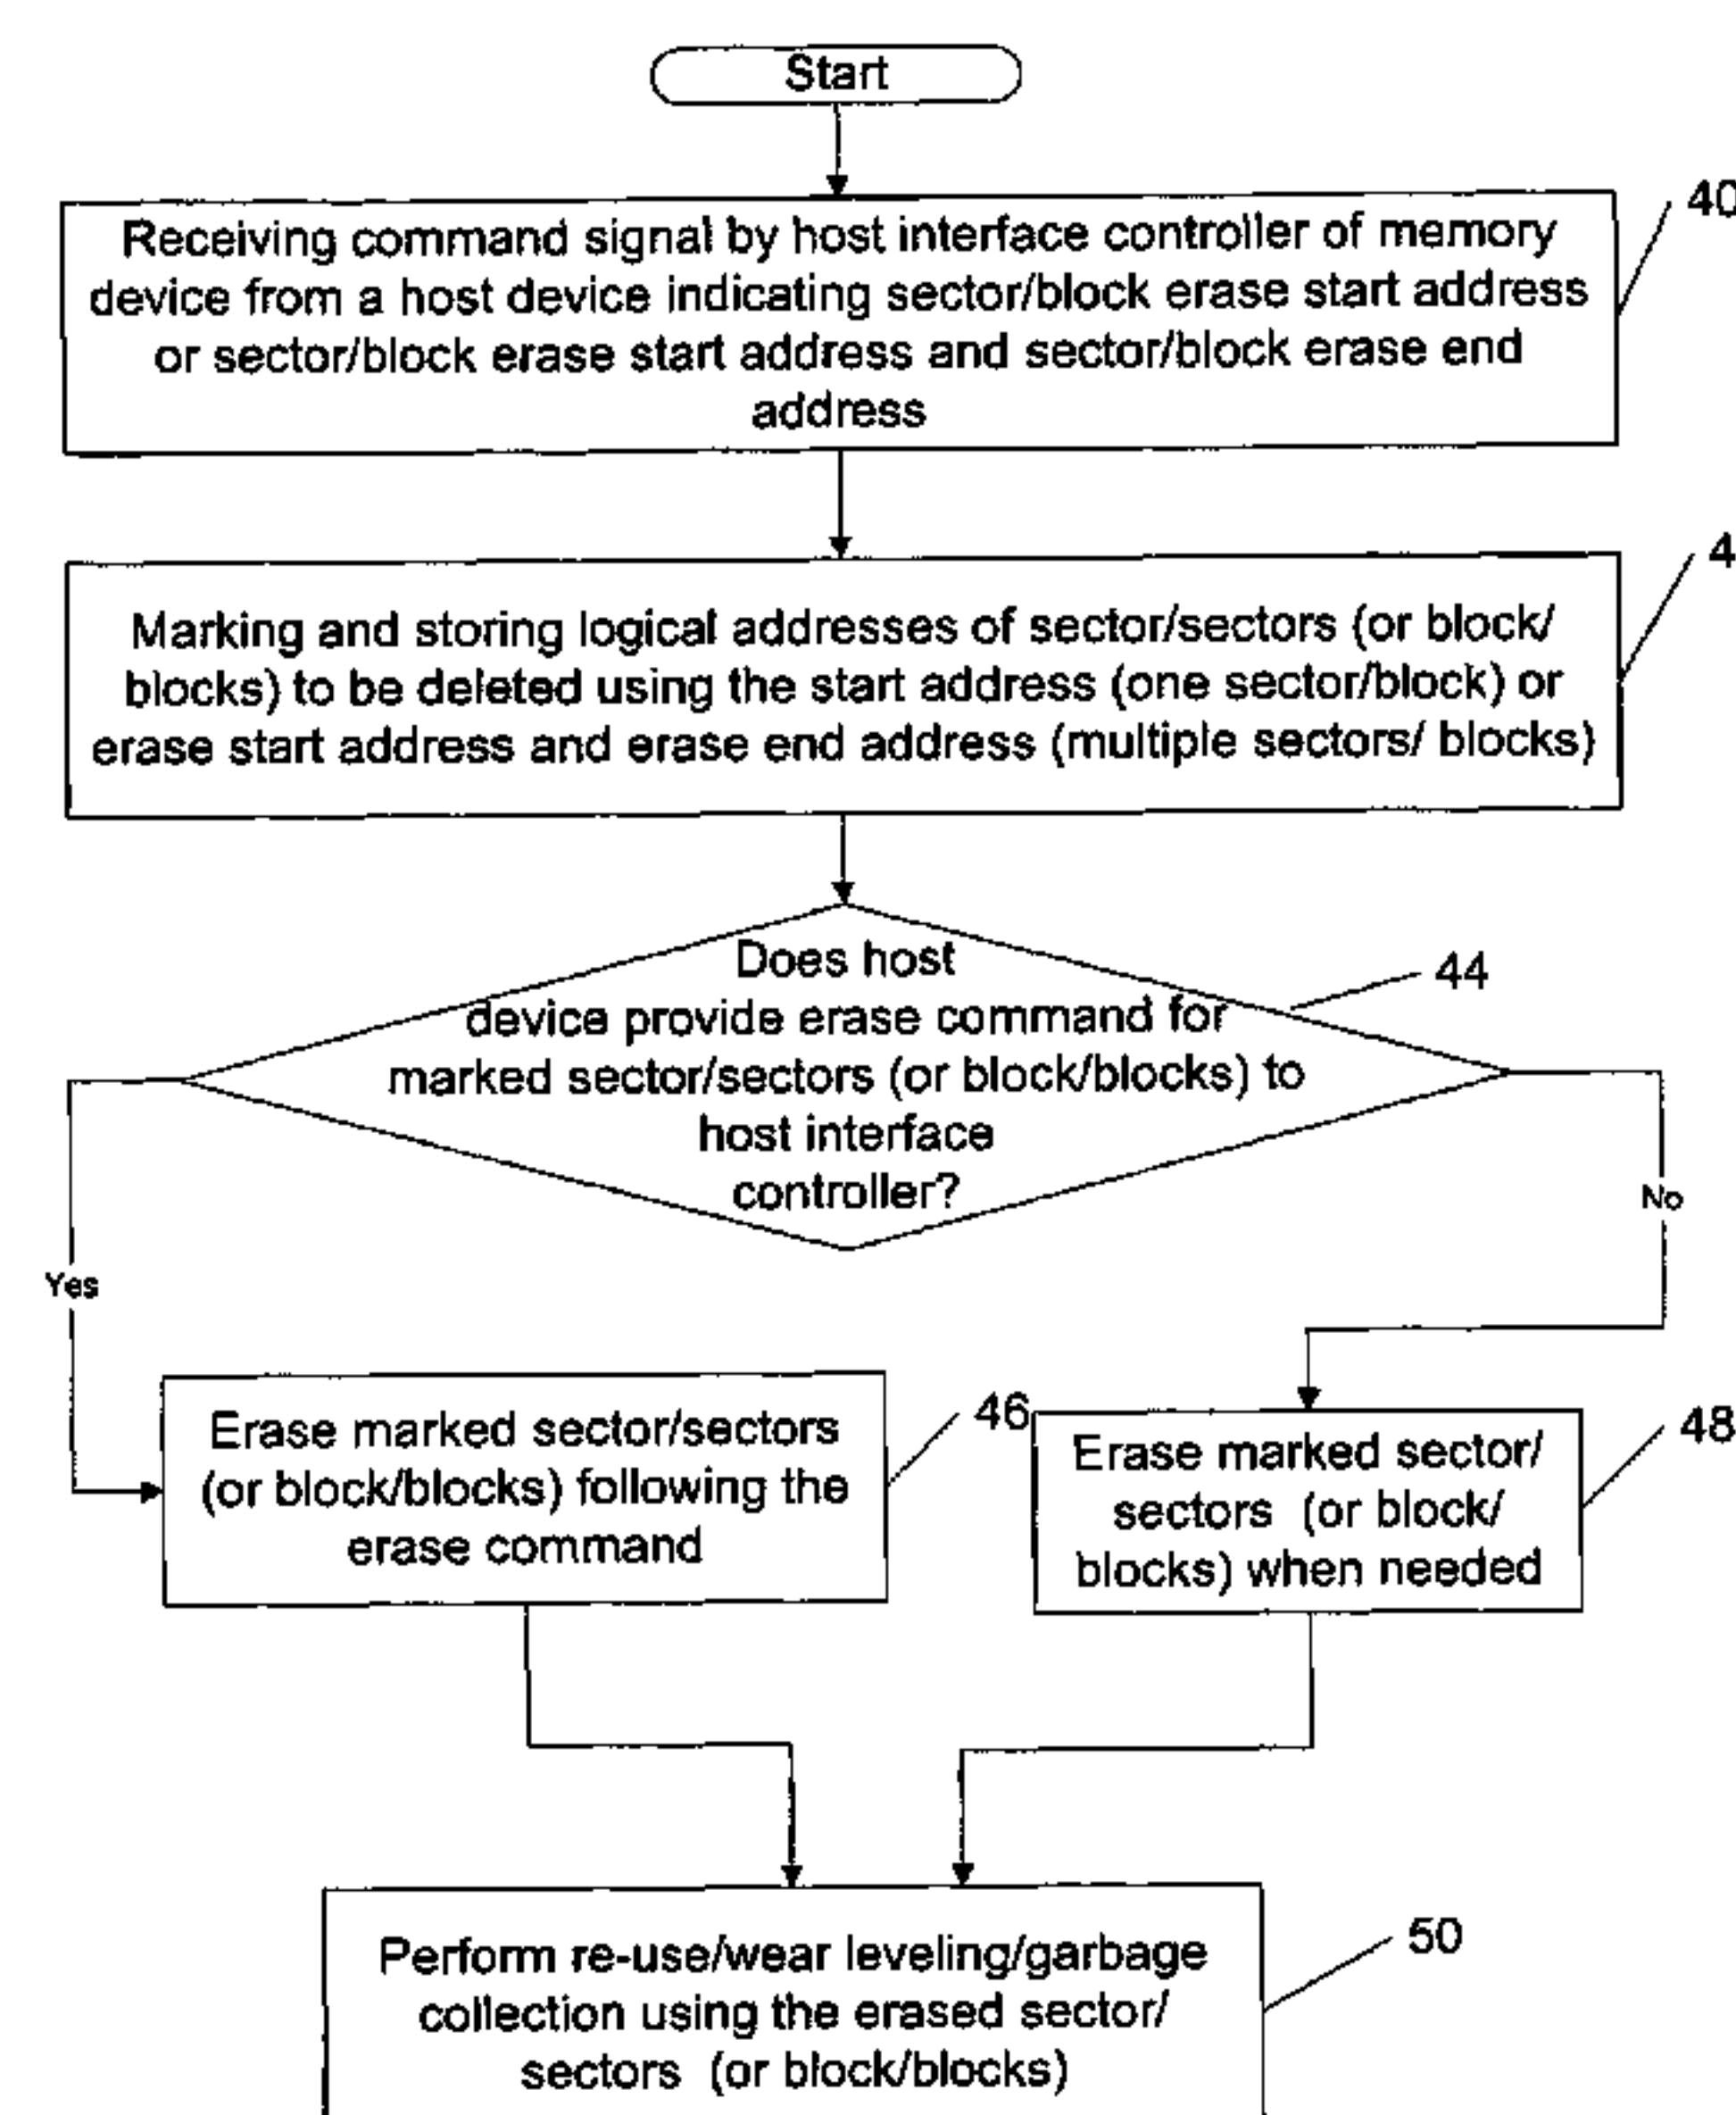 Start
40
Receiving command signal by host interface controller of memory
device from a host device indicating sector/block erase start address
or sector/block erase start address and sector/block erase end
address
4
Marking and storing logical addresses of sector/sectors (or block/
blocks) to be deleted using the start address (one sector/block) or
erase start address and erase end address (multiple sectors/ blocks)
Does host
44
device provide erase command for
marked sector/sectors (or block/blocks) to
host interface
controller?
No
Yes
46
Erase marked sector/sectors
(or block/blocks) following the
erase command
48
Erase marked sector/
sectors (or block/
blocks) when needed
50
Perform re-use/wear leveling/garbage
collection using the erased sector/
sectors (or block/blocks)